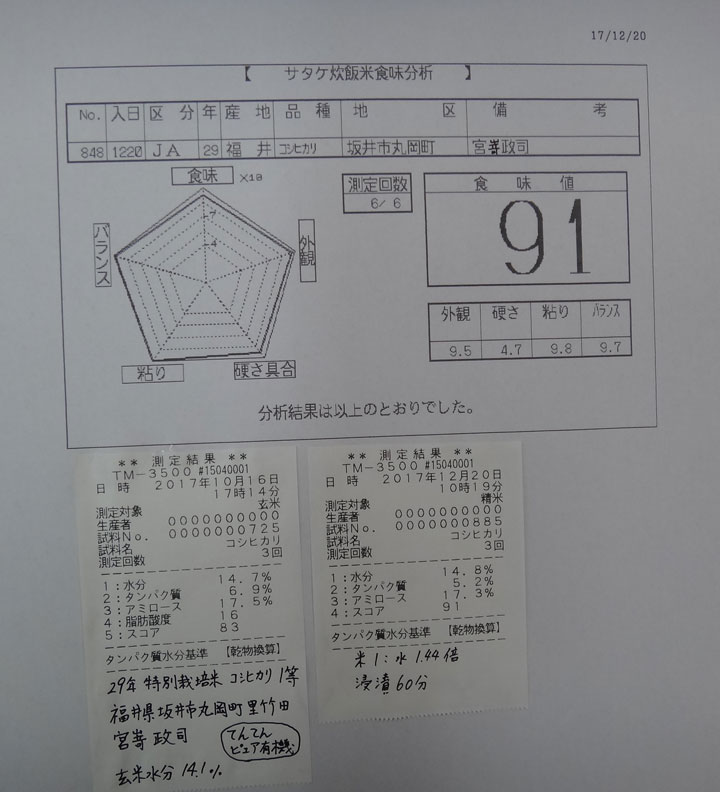 17/12/20
【 サタケ炊飯米食味分析 】
No. 入日 区分 年 産地 品種 地区 備考
848 1220 JA 29 福井 コシヒカリ 坂井市丸岡町 宮嵜政司
食味 ×10
7
4
バランス
外観
粘り
硬さ具合
測定回数
6/ 6
食味値
91
外観 硬さ 粘り バランス
9.5 4.7 9.8 9.7
分析結果は以上のとおりでした。
** 測定結果 **
TM-3500 #15040001
日 時 2017年10月16日
17時14分
測定対象 玄米
生産者 0000000000
試料No. 0000000725
試料名 コシヒカリ
測定回数 3回
1:水分 14.7%
2:タンパク質 6.9%
3:アミロース 17.5%
4:脂肪酸度 16
5:スコア 83
タンパク質水分基準 【乾物換算】
29年 特別栽培米 コシヒカリ 1等
福井県坂井市丸岡町里竹田
宮嵜 政司
てんてん
ピュア有機
玄米水分 14.1%
** 測定結果 **
TM-3500 #15040001
日 時 2017年12月20日
10時19分
測定対象 精米
生産者 0000000000
試料No. 0000000885
試料名 コシヒカリ
測定回数 3回
1:水分 14.8%
2:タンパク質 5.2%
3:アミロース 17.3%
4:スコア 91
タンパク質水分基準 【乾物換算】
米1:水 1.44倍
浸漬60分